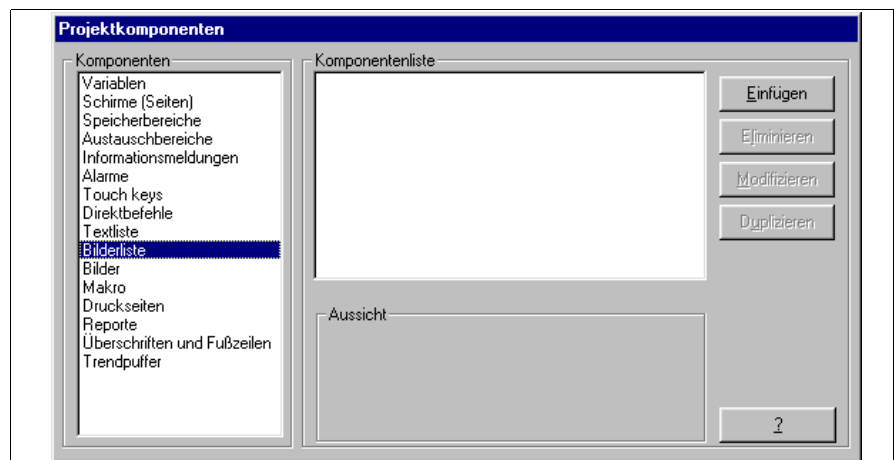 Projektkomponenten
Komponenten
Variablen
Schirme (Seiten)
Speicherbereiche
Austauschbereiche
Informationsmeldungen
Alarme
Touch keys
Direktbefehle
Textliste
Bilderliste
Bilder
Makro
Druckseiten
Reporte
Überschriften und Fußzeilen
Trendpuffer
Komponentenliste
Aussicht
Einfügen
Eliminieren
Modifizieren
Duplizieren
?